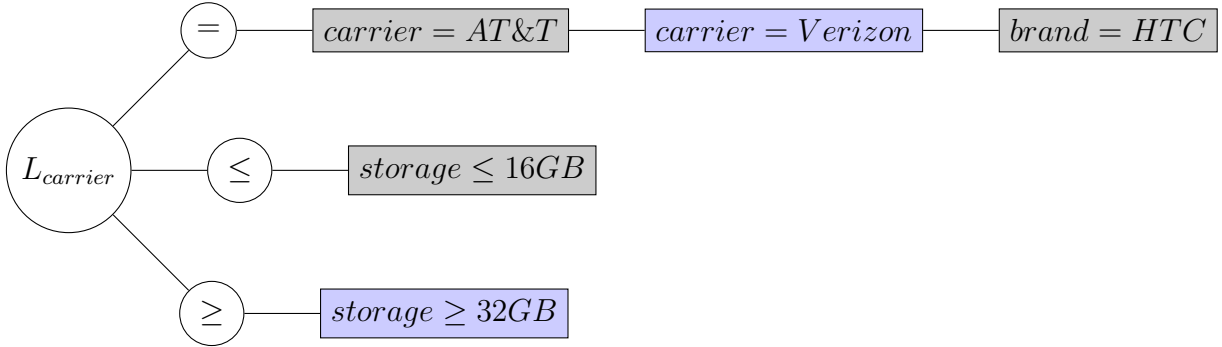 = carrier = AT&T carrier = Verizon brand = HTC
L_carrier ≤ storage ≤ 16GB
≥ storage ≥ 32GB